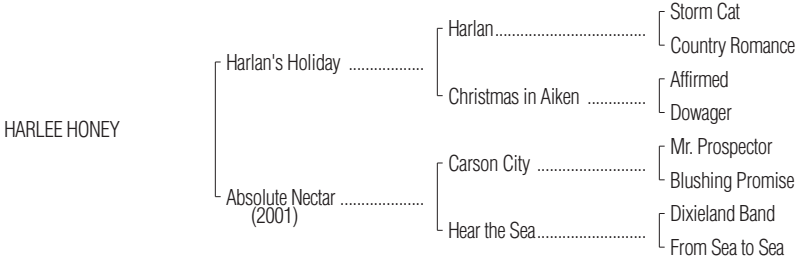 Storm Cat
Harlan....................................
Country Romance
Harlan's Holiday ..................
Affirmed
Christmas in Aiken ..............
Dowager
HARLEE HONEY
Mr. Prospector
Carson City ..........................
Blushing Promise
Absolute Nectar ....................
(2001)
Dixieland Band
Hear the Sea..........................
From Sea to Sea